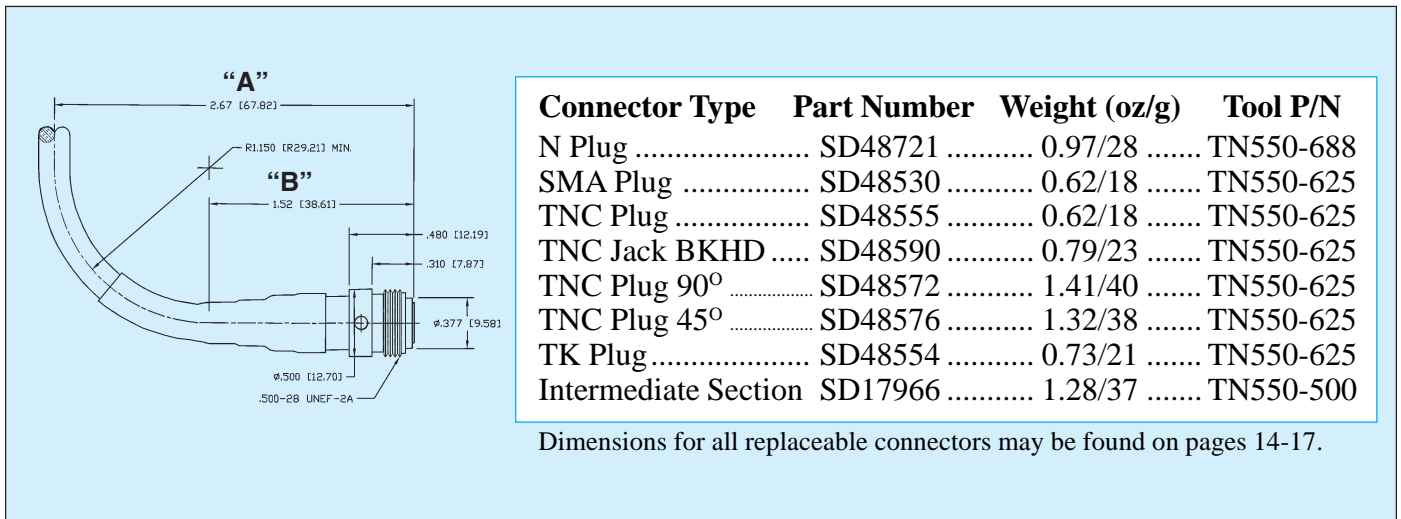 “A”
2.67 [67.82]
R1.150 [R29.21] MIN.
“B”
1.52 [38.61]
.480 [12.19]
.310 [7.87]
ø.377 [9.58]
ø.500 [12.70]
.500-28 UNEF-2A
Connector Type Part Number Weight (oz/g) Tool P/N
N Plug .................. SD48721 .......... 0.97/28 ....... TN550-688
SMA Plug ................ SD48530 .......... 0.62/18 ....... TN550-625
TNC Plug ................. SD48555 .......... 0.62/18 ....... TN550-625
TNC Jack BKHD ..... SD48590 .......... 0.79/23 ....... TN550-625
TNC Plug 90O ................. SD48572 .......... 1.41/40 ....... TN550-625
TNC Plug 45O ................. SD48576 .......... 1.32/38 ....... TN550-625
TK Plug.................... SD48554 .......... 0.73/21 ....... TN550-625
Intermediate Section SD17966 ........... 1.28/37 ....... TN550-500
Dimensions for all replaceable connectors may be found on pages 14-17.